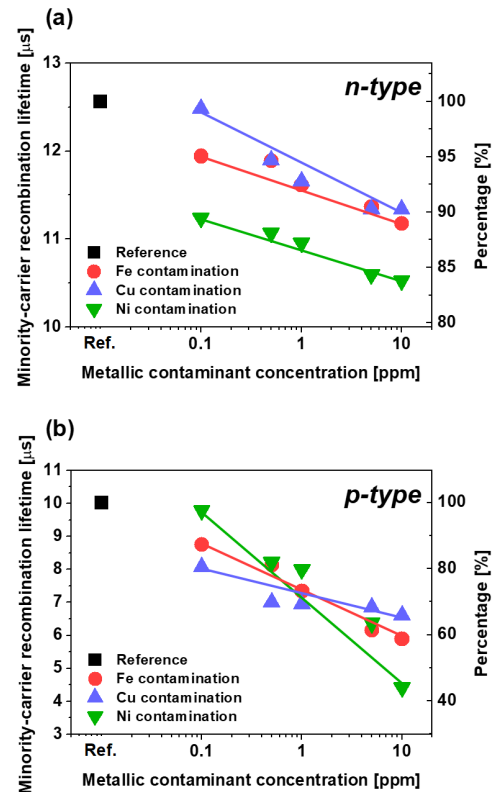 (a)
n-type
13
12
11
10
Minority-carrier recombination lifetime [µs]
100
95
90
85
80
Percentage [%]
Reference
Fe contamination
Cu contamination
Ni contamination
Ref.
0.1
1
10
Metallic contaminant concentration [ppm]
(b)
p-type
11
10
9
8
7
6
5
4
3
Minority-carrier recombination lifetime [µs]
100
80
60
40
Percentage [%]
Reference
Fe contamination
Cu contamination
Ni contamination
Ref.
0.1
1
10
Metallic contaminant concentration [ppm]